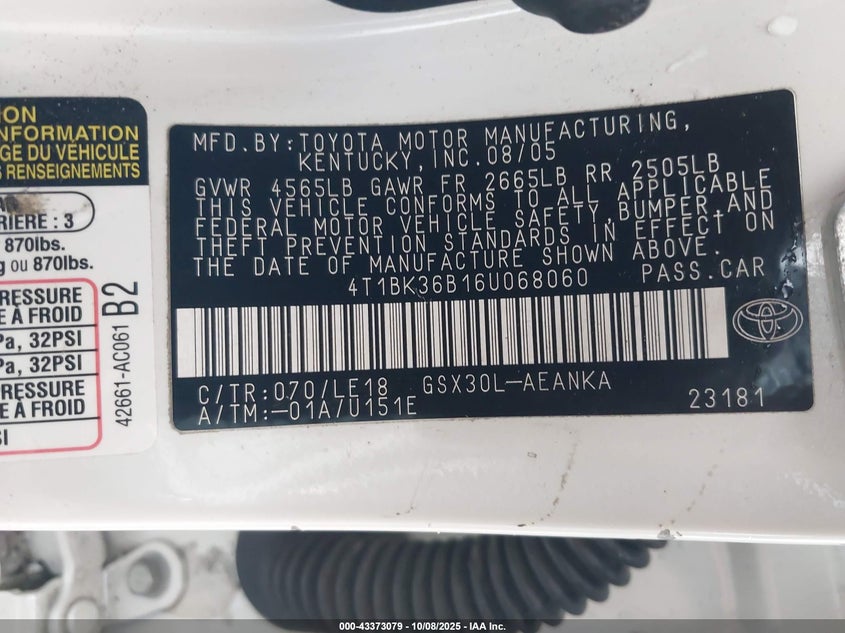 ION
INFORMATION
GE DU VÉHICULE
S RENSEIGNEMENTS
RIERE : 3
870lbs.
g ou 870lbs.
PRESSURE
E À FROID
Pa, 32PSI
Pa, 32PSI
PRESSURE
E À FROID
SI
42661-AC061 B2
MFD.BY:TOYOTA MOTOR MANUFACTURING,
KENTUCKY,INC.08/05
GVWR 4565LB GAWR FR 2665LB RR 2505LB
THIS VEHICLE CONFORMS TO ALL APPLICABLE
FEDERAL MOTOR VEHICLE SAFETY,BUMPER AND
THEFT PREVENTION STANDARDS IN EFFECT ON
THE DATE OF MANUFACTURE SHOWN ABOVE.
4T1BK36B16U068060 PASS.CAR
C/TR:070/LE18 GSX30L-AEANKA
A/TM:-01A/U151E 23181
000-43373079 - 10/08/2025 - IAA Inc.